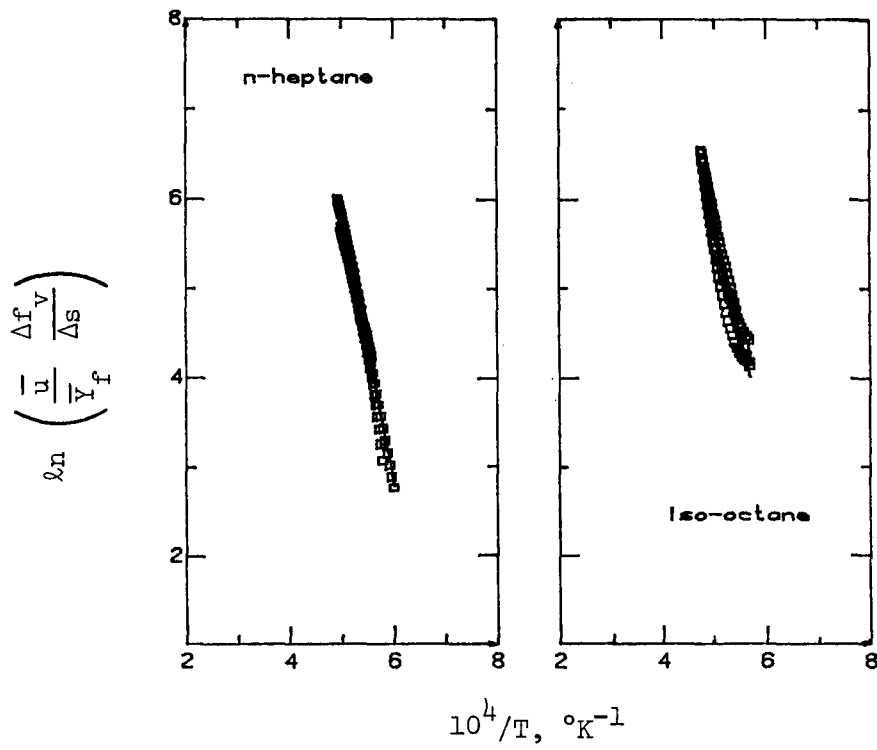 8
6
4
2
n-heptane
Iso-octane
ℓn ( u̅/Y̅f Δfv/Δs )
2 4 6 8
2 4 6 8
10⁴/T, °K⁻¹